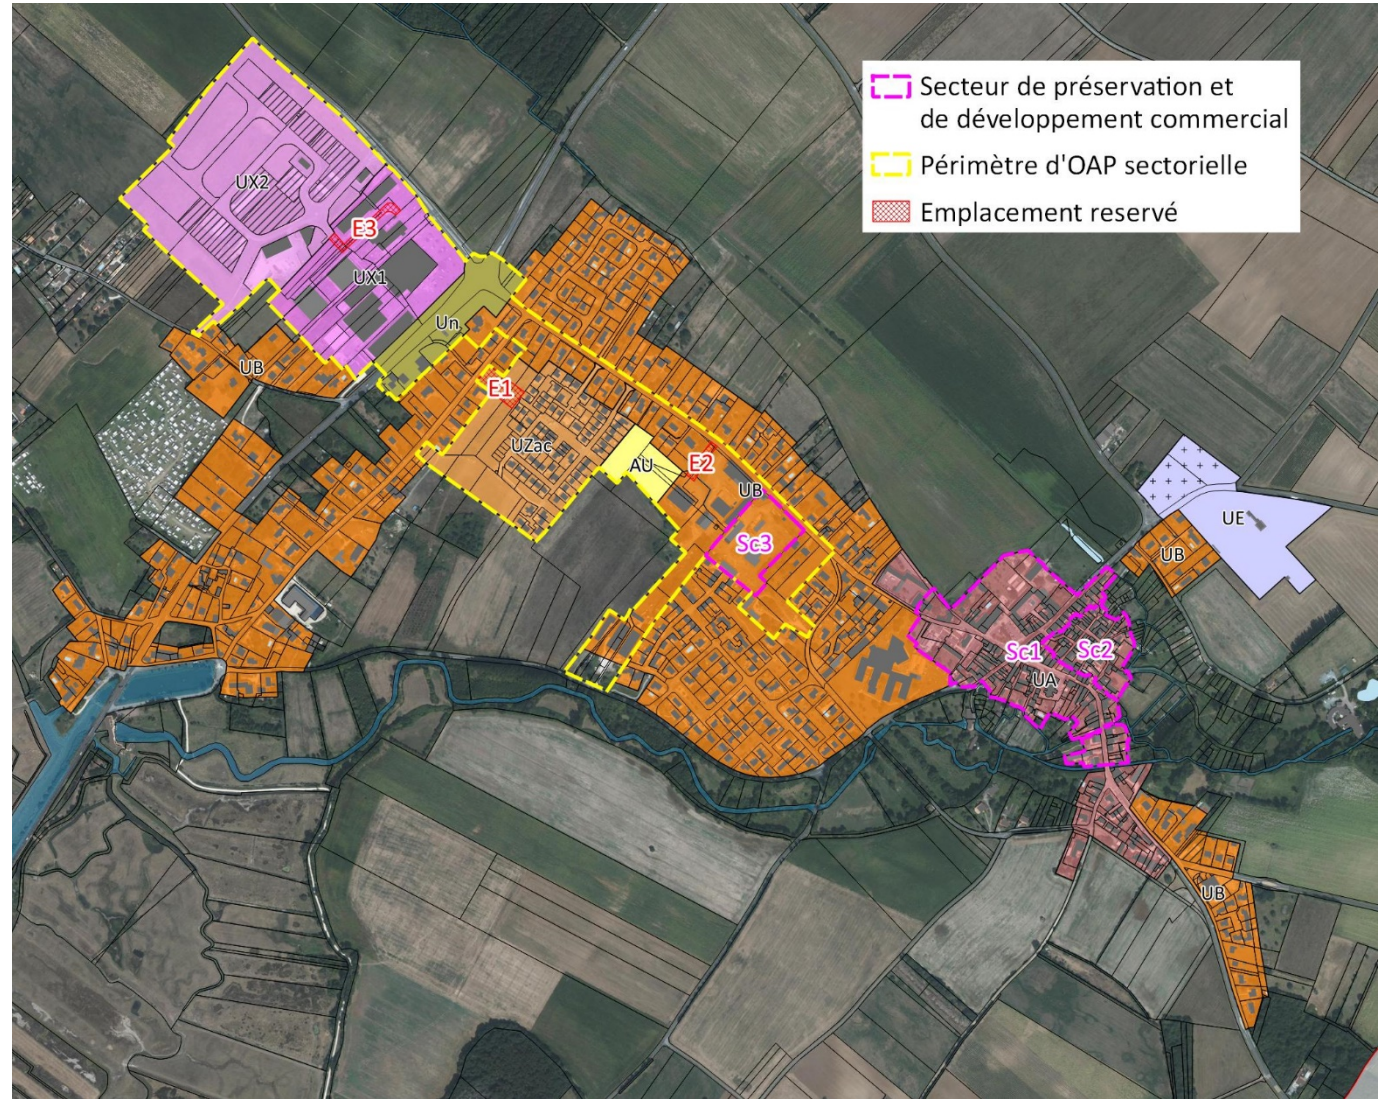 Secteur de préservation et
de développement commercial
Périmètre d'OAP sectorielle
Emplacement reservé
UX2
E3
UX1
Un
UB
E1
UZac
AU
E2
UB
Sc3
UE
UB
Sc1
Sc2
UA
UB